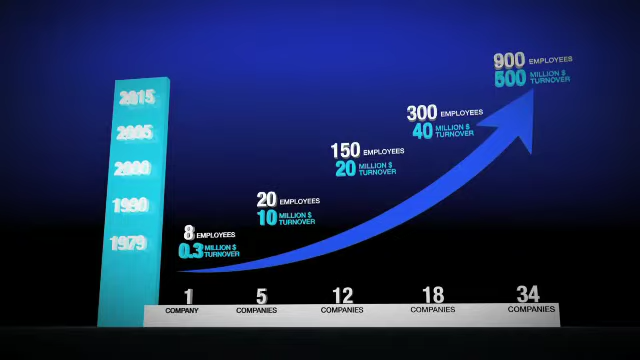 900 EMPLOYEES
500 MILLION $ TURNOVER
2015
300 EMPLOYEES
40 MILLION $ TURNOVER
2005
150 EMPLOYEES
20 MILLION $ TURNOVER
2000
20 EMPLOYEES
10 MILLION $ TURNOVER
1990
8 EMPLOYEES
0.3 MILLION $ TURNOVER
1979
1 5 12 18 34
COMPANY COMPANIES COMPANIES COMPANIES COMPANIES